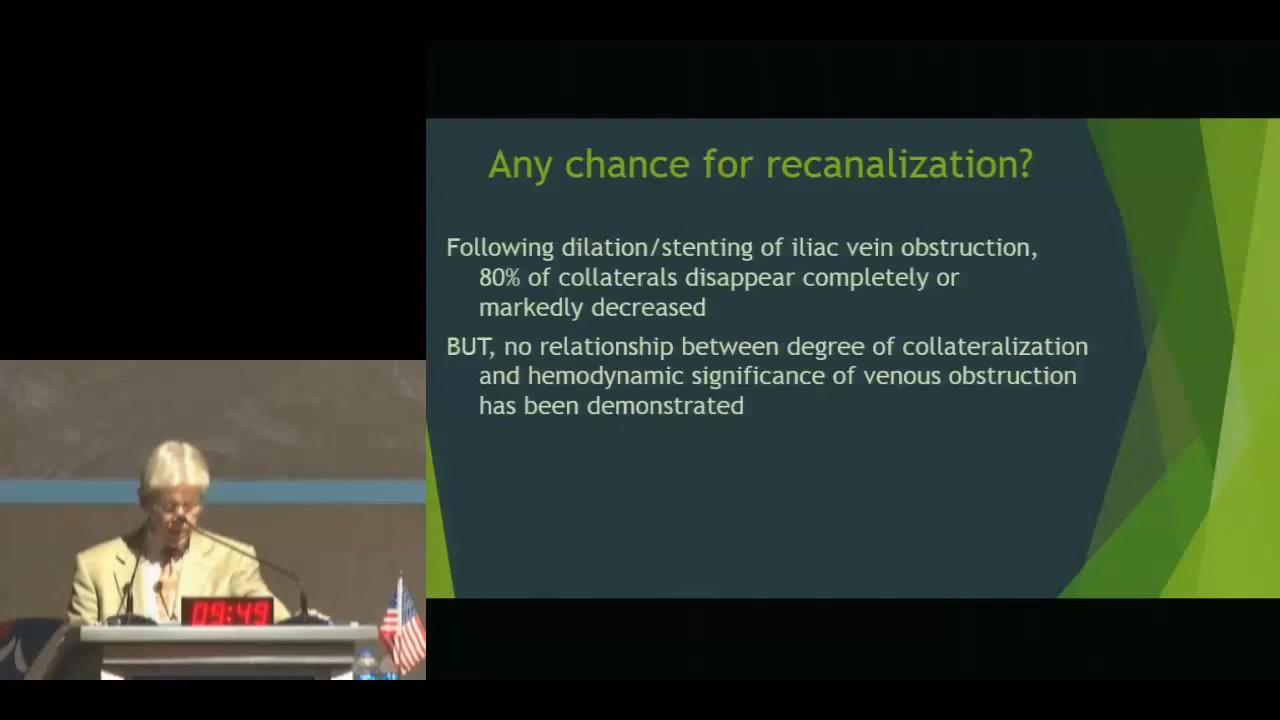 Any chance for recanalization?
Following dilation/stenting of iliac vein obstruction,
80% of collaterals disappear completely or
markedly decreased
BUT, no relationship between degree of collateralization
and hemodynamic significance of venous obstruction
has been demonstrated
09:49